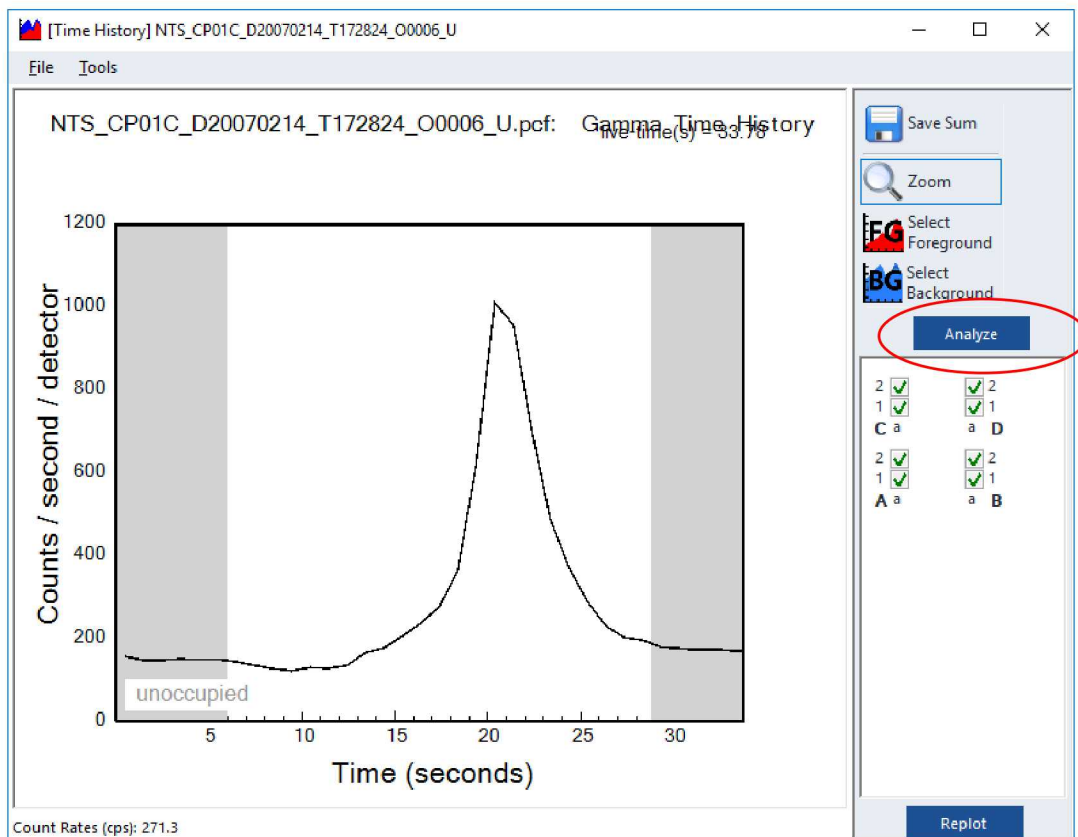 [Time History] NTS_CP01C_D20070214_T172824_O0006_U
File Tools
NTS_CP01C_D20070214_T172824_O0006_U.pcf: Gamma Time History
live-time(s) = 33.78
Save Sum
Zoom
FG Select
Foreground
BG Select
Background
Analyze
2 2
1 1
C a a D
2 2
1 1
A a a B
Counts / second / detector
1200
1000
800
600
400
200
0
unoccupied
5 10 15 20 25 30
Time (seconds)
Count Rates (cps): 271.3
Replot